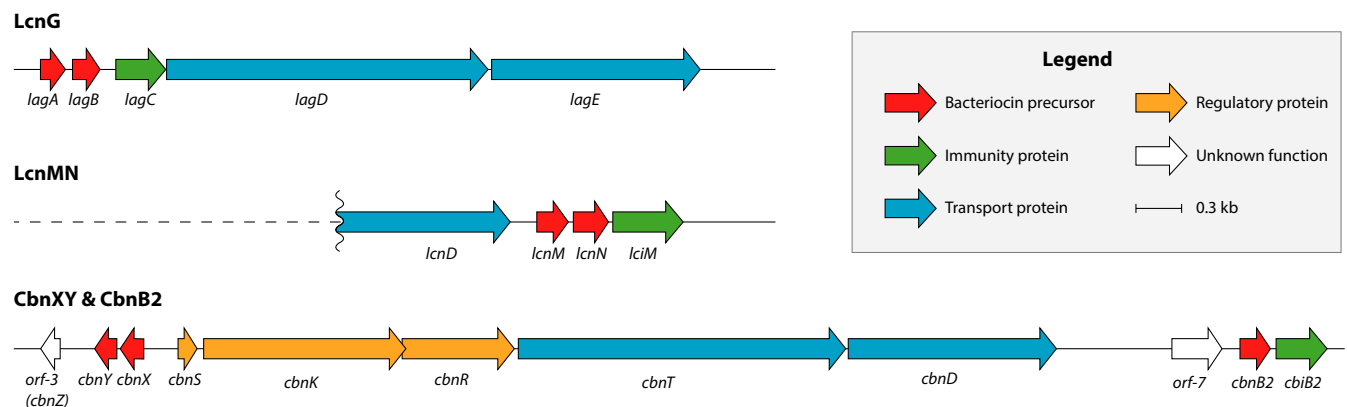 LcnG
lagA lagB lagC lagD lagE
LcnMN
lcnD lcnM lcnN lciM
CbnXY & CbnB2
orf-3 cbnY cbnX cbnS cbnK cbnR cbnT cbnD orf-7 cbnB2 cbiB2
(cbnZ)
Legend
Bacteriocin precursor
Immunity protein
Transport protein
Regulatory protein
Unknown function
0.3 kb